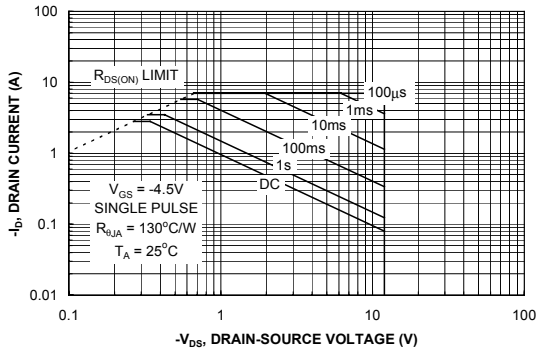 100
10
1
0.1
0.01
-I_D, DRAIN CURRENT (A)
R_DS(ON) LIMIT
100µs
1ms
10ms
100ms
1s
DC
V_GS = -4.5V
SINGLE PULSE
R_θJA = 130°C/W
T_A = 25°C
0.1
1
10
100
-V_DS, DRAIN-SOURCE VOLTAGE (V)